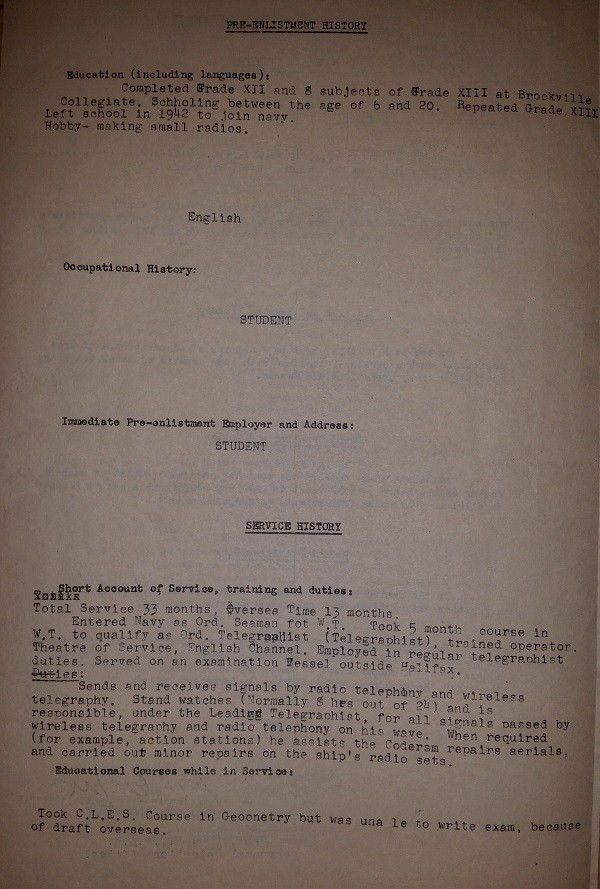 PRE-ENLISTMENT HISTORY
Education (including languages):
Completed Grade XII and 8 subjects of Grade XIII at Brockville
Collegiate. Schholing between the age of 6 and 20. Repeated Grade XIII
Left school in 1942 to join navy.
Hobby- making small radios.
English
Occupational History:
STUDENT
Immediate Pre-enlistment Employer and Address:
STUDENT
SERVICE HISTORY
Short Account of Service, training and duties:
Total Service 33 months, Oversea Time 13 months.
Entered Navy as Ord. Seaman fot W.T. Took 5 month course in
W.T. to qualify as Ord. Telegraphist (Telegraphist), trained operator.
Theatre of Service, English Channel. Employed in regular telegraphist
duties. Served on an examination Vessel outside Halifax.
Duties:
Sends and receives signals by radio telephony and wireless
telegraphy. Stand watches (Normally 8 hrs out of 24) and is
responsible, under the Leading Telegraphist, for all signals passed by
wireless telegraphy and radio telephony on his wave. When required
(for example, action stations) he assists the Codersm repairs aerials,
and carried out minor repairs on the ship's radio sets.
Educational Courses while in Service:
Took C.L.E.S. Course in Geoonetry but was una le to write exam, because
of draft overseas.